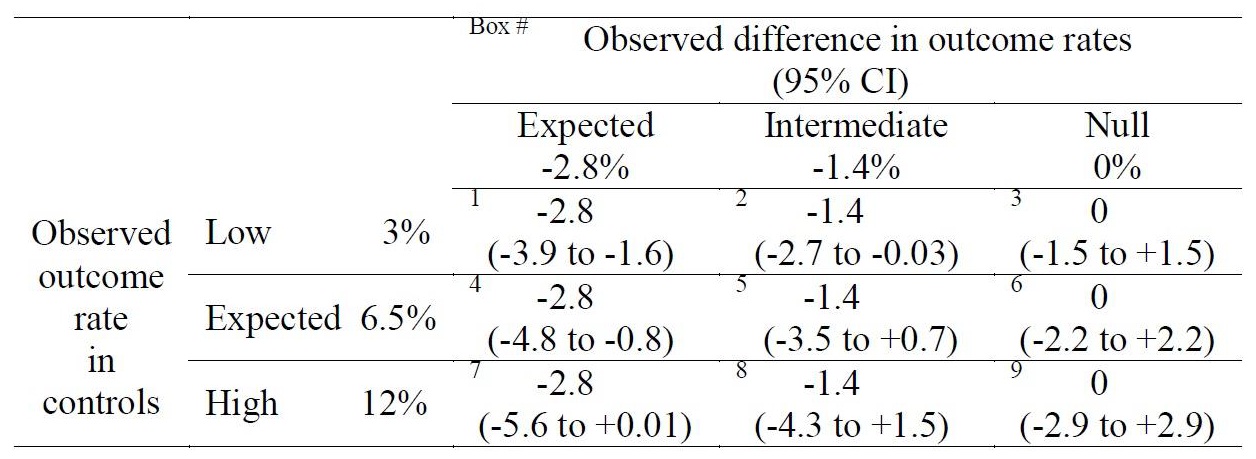 Box #
Observed difference in outcome rates
(95% CI)
Expected Intermediate Null
-2.8% -1.4% 0%
Observed
outcome
rate
in
controls
Low 3%
1 -2.8 2 -1.4 3 0
(-3.9 to -1.6) (-2.7 to -0.03) (-1.5 to +1.5)
Expected 6.5%
4 -2.8 5 -1.4 6 0
(-4.8 to -0.8) (-3.5 to +0.7) (-2.2 to +2.2)
High 12%
7 -2.8 8 -1.4 9 0
(-5.6 to +0.01) (-4.3 to +1.5) (-2.9 to +2.9)